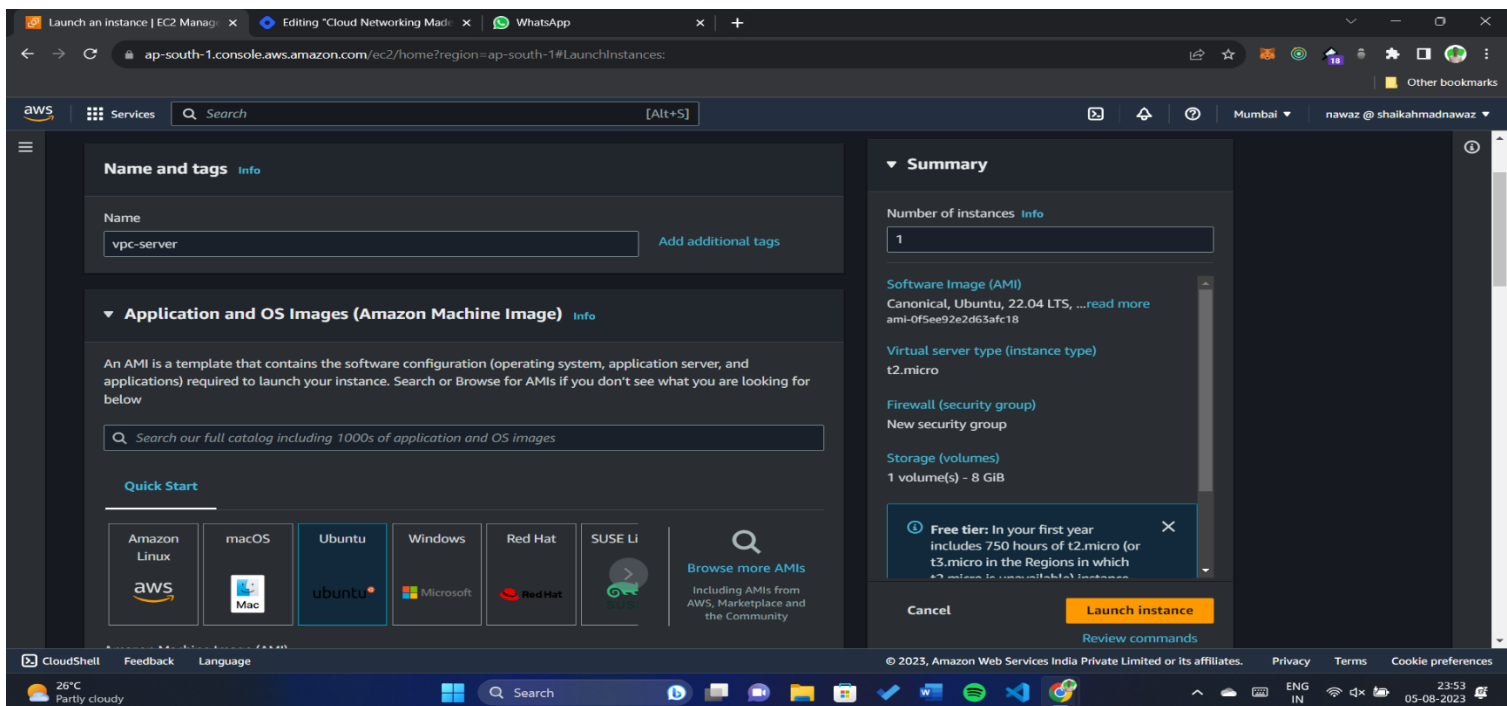 Launch an instance | EC2 Manag
Editing "Cloud Networking Made
WhatsApp
ap-south-1.console.aws.amazon.com/ec2/home?region=ap-south-1#LaunchInstances:
18
Other bookmarks
aws
Services
Search
[Alt+S]
Mumbai
nawaz @ shaikahmadnawaz
Name and tags Info
Name
vpc-server
Add additional tags
Application and OS Images (Amazon Machine Image) Info
An AMI is a template that contains the software configuration (operating system, application server, and
applications) required to launch your instance. Search or Browse for AMIs if you don't see what you are looking for
below
Search our full catalog including 1000s of application and OS images
Quick Start
Amazon
Linux
aws
macOS
Mac
Ubuntu
ubuntu
Windows
Microsoft
Red Hat
Red Hat
SUSE Li
Browse more AMIs
Including AMIs from
AWS, Marketplace and
the Community
Amazon Machine Image (AMI)
Summary
Number of instances Info
1
Software Image (AMI)
Canonical, Ubuntu, 22.04 LTS, ...read more
ami-0f5ee92e2d63afc18
Virtual server type (instance type)
t2.micro
Firewall (security group)
New security group
Storage (volumes)
1 volume(s) - 8 GiB
Free tier: In your first year
includes 750 hours of t2.micro (or
t3.micro in the Regions in which
t2.micro is unavailable) instance
Cancel
Launch instance
Review commands
CloudShell
Feedback
Language
© 2023, Amazon Web Services India Private Limited or its affiliates.
Privacy
Terms
Cookie preferences
26°C
Partly cloudy
Search
ENG
IN
23:53
05-08-2023